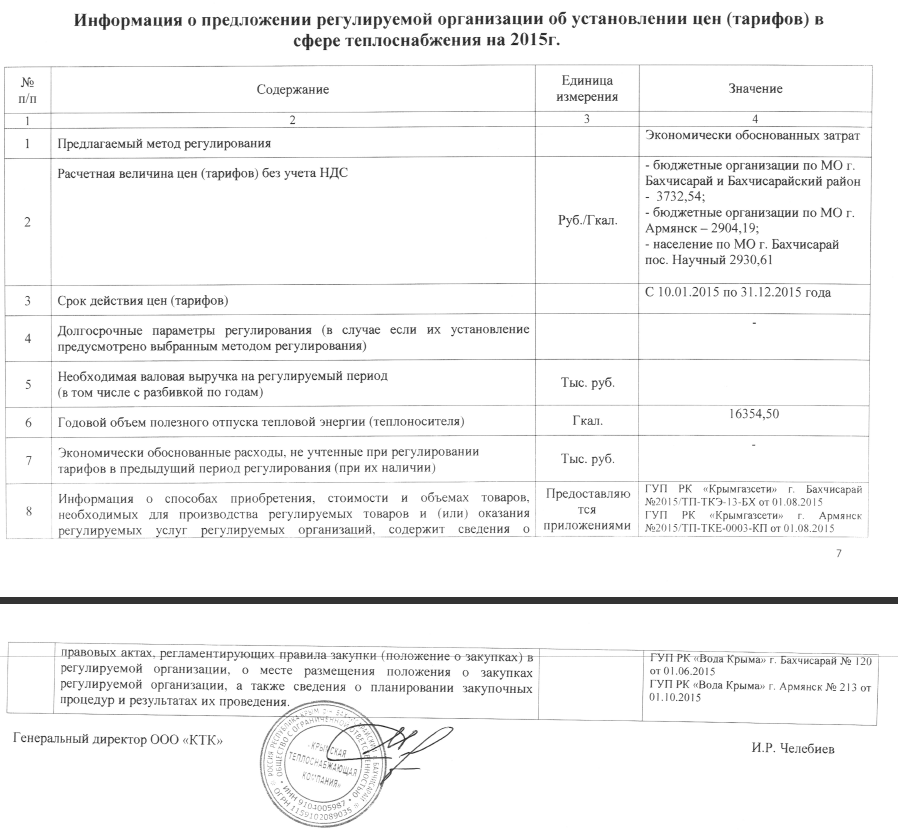 Информация о предложении регулируемой организации об установлении цен (тарифов) в
сфере теплоснабжения на 2015г.
№
п/п
Содержание
Единица
измерения
Значение
1
2
3
4
1
Предлагаемый метод регулирования
Экономически обоснованных затрат
2
Расчетная величина цен (тарифов) без учета НДС
Руб./Гкал.
- бюджетные организации по МО г.
Бахчисарай и Бахчисарайский район
- 3732,54;
- бюджетные организации по МО г.
Армянск – 2904,19;
- население по МО г. Бахчисарай
пос. Научный 2930,61
3
Срок действия цен (тарифов)
С 10.01.2015 по 31.12.2015 года
4
Долгосрочные параметры регулирования (в случае если их установление
предусмотрено выбранным методом регулирования)
-
5
Необходимая валовая выручка на регулируемый период
(в том числе с разбивкой по годам)
Тыс. руб.
6
Годовой объем полезного отпуска тепловой энергии (теплоносителя)
Гкал.
16354,50
7
Экономически обоснованные расходы, не учтенные при регулировании
тарифов в предыдущий период регулирования (при их наличии)
Тыс. руб.
-
8
Информация о способах приобретения, стоимости и объемах товаров,
необходимых для производства регулируемых товаров и (или) оказания
регулируемых услуг регулируемых организаций, содержит сведения о
Предоставляю
тся
приложениями
ГУП РК «Крымгазсети» г. Бахчисарай
№2015/ТП-ТКЭ-13-БХ от 01.08.2015
ГУП РК «Крымгазсети» г. Армянск
№2015/ТП-ТКЕ-0003-КП от 01.08.2015
7
правовых актах, регламентирующих правила закупки (положение о закупках) в
регулируемой организации, о месте размещения положения о закупках
регулируемой организации, а также сведения о планировании закупочных
процедур и результатах их проведения.
ГУП РК «Вода Крыма» г. Бахчисарай № 120
от 01.06.2015
ГУП РК «Вода Крыма» г. Армянск № 213 от
01.10.2015
Генеральный директор ООО «КТК»
И.Р. Челебиев
«КРЫМСКАЯ
ТЕПЛОСНАБЖАЮЩАЯ
КОМПАНИЯ»
ОБЩЕСТВО С ОГРАНИЧЕННОЙ ОТВЕТСТВЕННОСТЬЮ
ИНН 9104005987
ОГРН 1159102089035